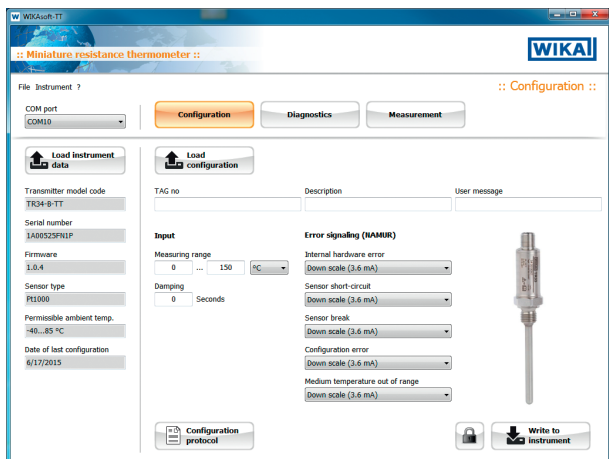 WIKAsoft-TT
:: Miniature resistance thermometer ::
WIKAI
File Instrument ?
:: Configuration ::
COM port
COM10
Configuration
Diagnostics
Measurement
Load instrument
data
Load
configuration
Transmitter model code
TR34-B-TT
TAG no
Description
User message
Serial number
1A00525FN1P
Firmware
1.0.4
Sensor type
Pt1000
Permissible ambient temp.
-40...85 ºC
Date of last configuration
6/17/2015
Input
Measuring range
0 ... 150 ºC
Damping
0 Seconds
Error signaling (NAMUR)
Internal hardware error
Down scale (3.6 mA)
Sensor short-circuit
Down scale (3.6 mA)
Sensor break
Down scale (3.6 mA)
Configuration error
Down scale (3.6 mA)
Medium temperature out of range
Down scale (3.6 mA)
Configuration
protocol
Write to
instrument